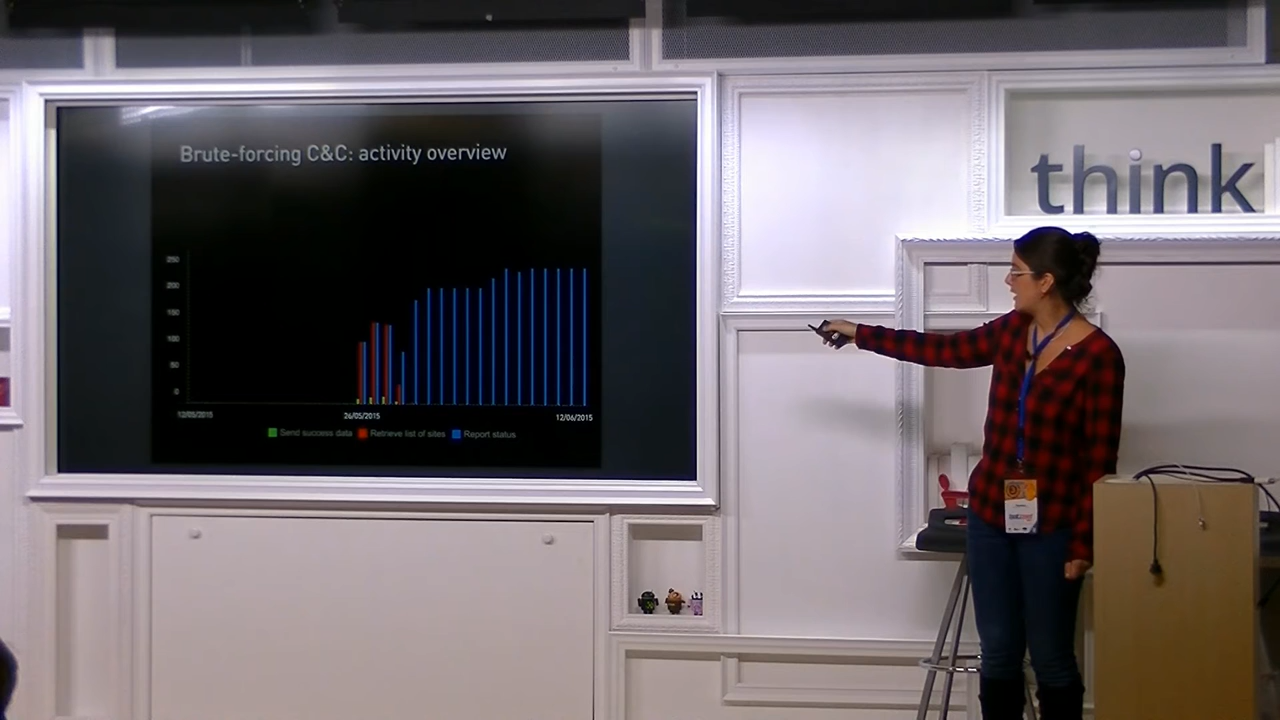 Brute-forcing C&C: activity overview
think
250
200
150
100
50
0
12/05/2015 26/05/2015 12/06/2015
Send success data Retrieve list of sites Report status